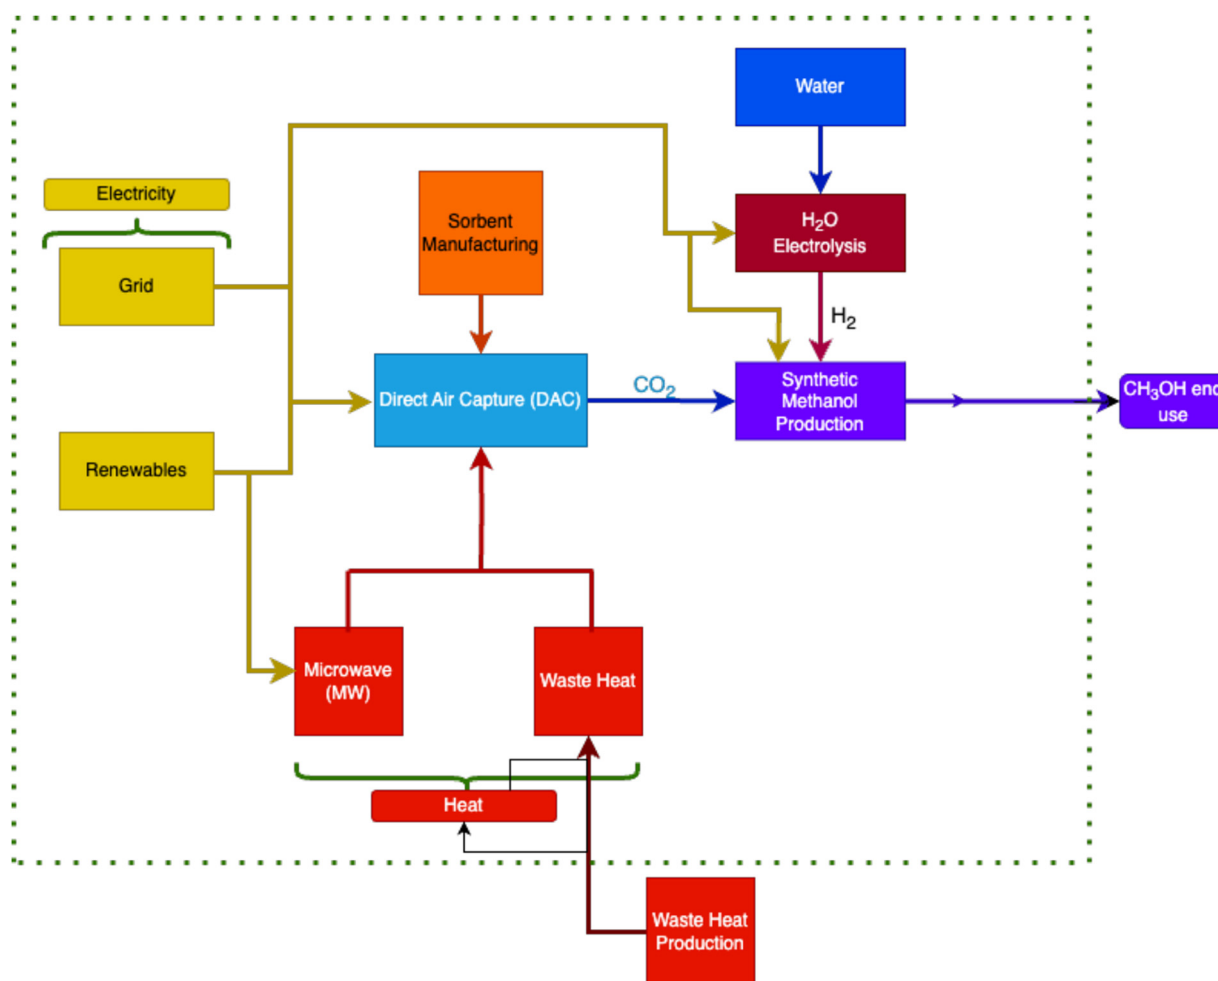 Water
Electricity
Sorbent
Manufacturing
H₂O
Electrolysis
Grid
H₂
CO₂
Direct Air Capture (DAC)
Synthetic
Methanol
Production
CH₃OH end
use
Renewables
Microwave
(MW)
Waste Heat
Heat
Waste Heat
Production